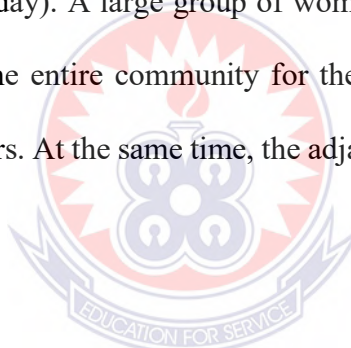 day). A large group of wom
e entire community for the
rs. At the same time, the adja
EDUCATION FOR SERVICE